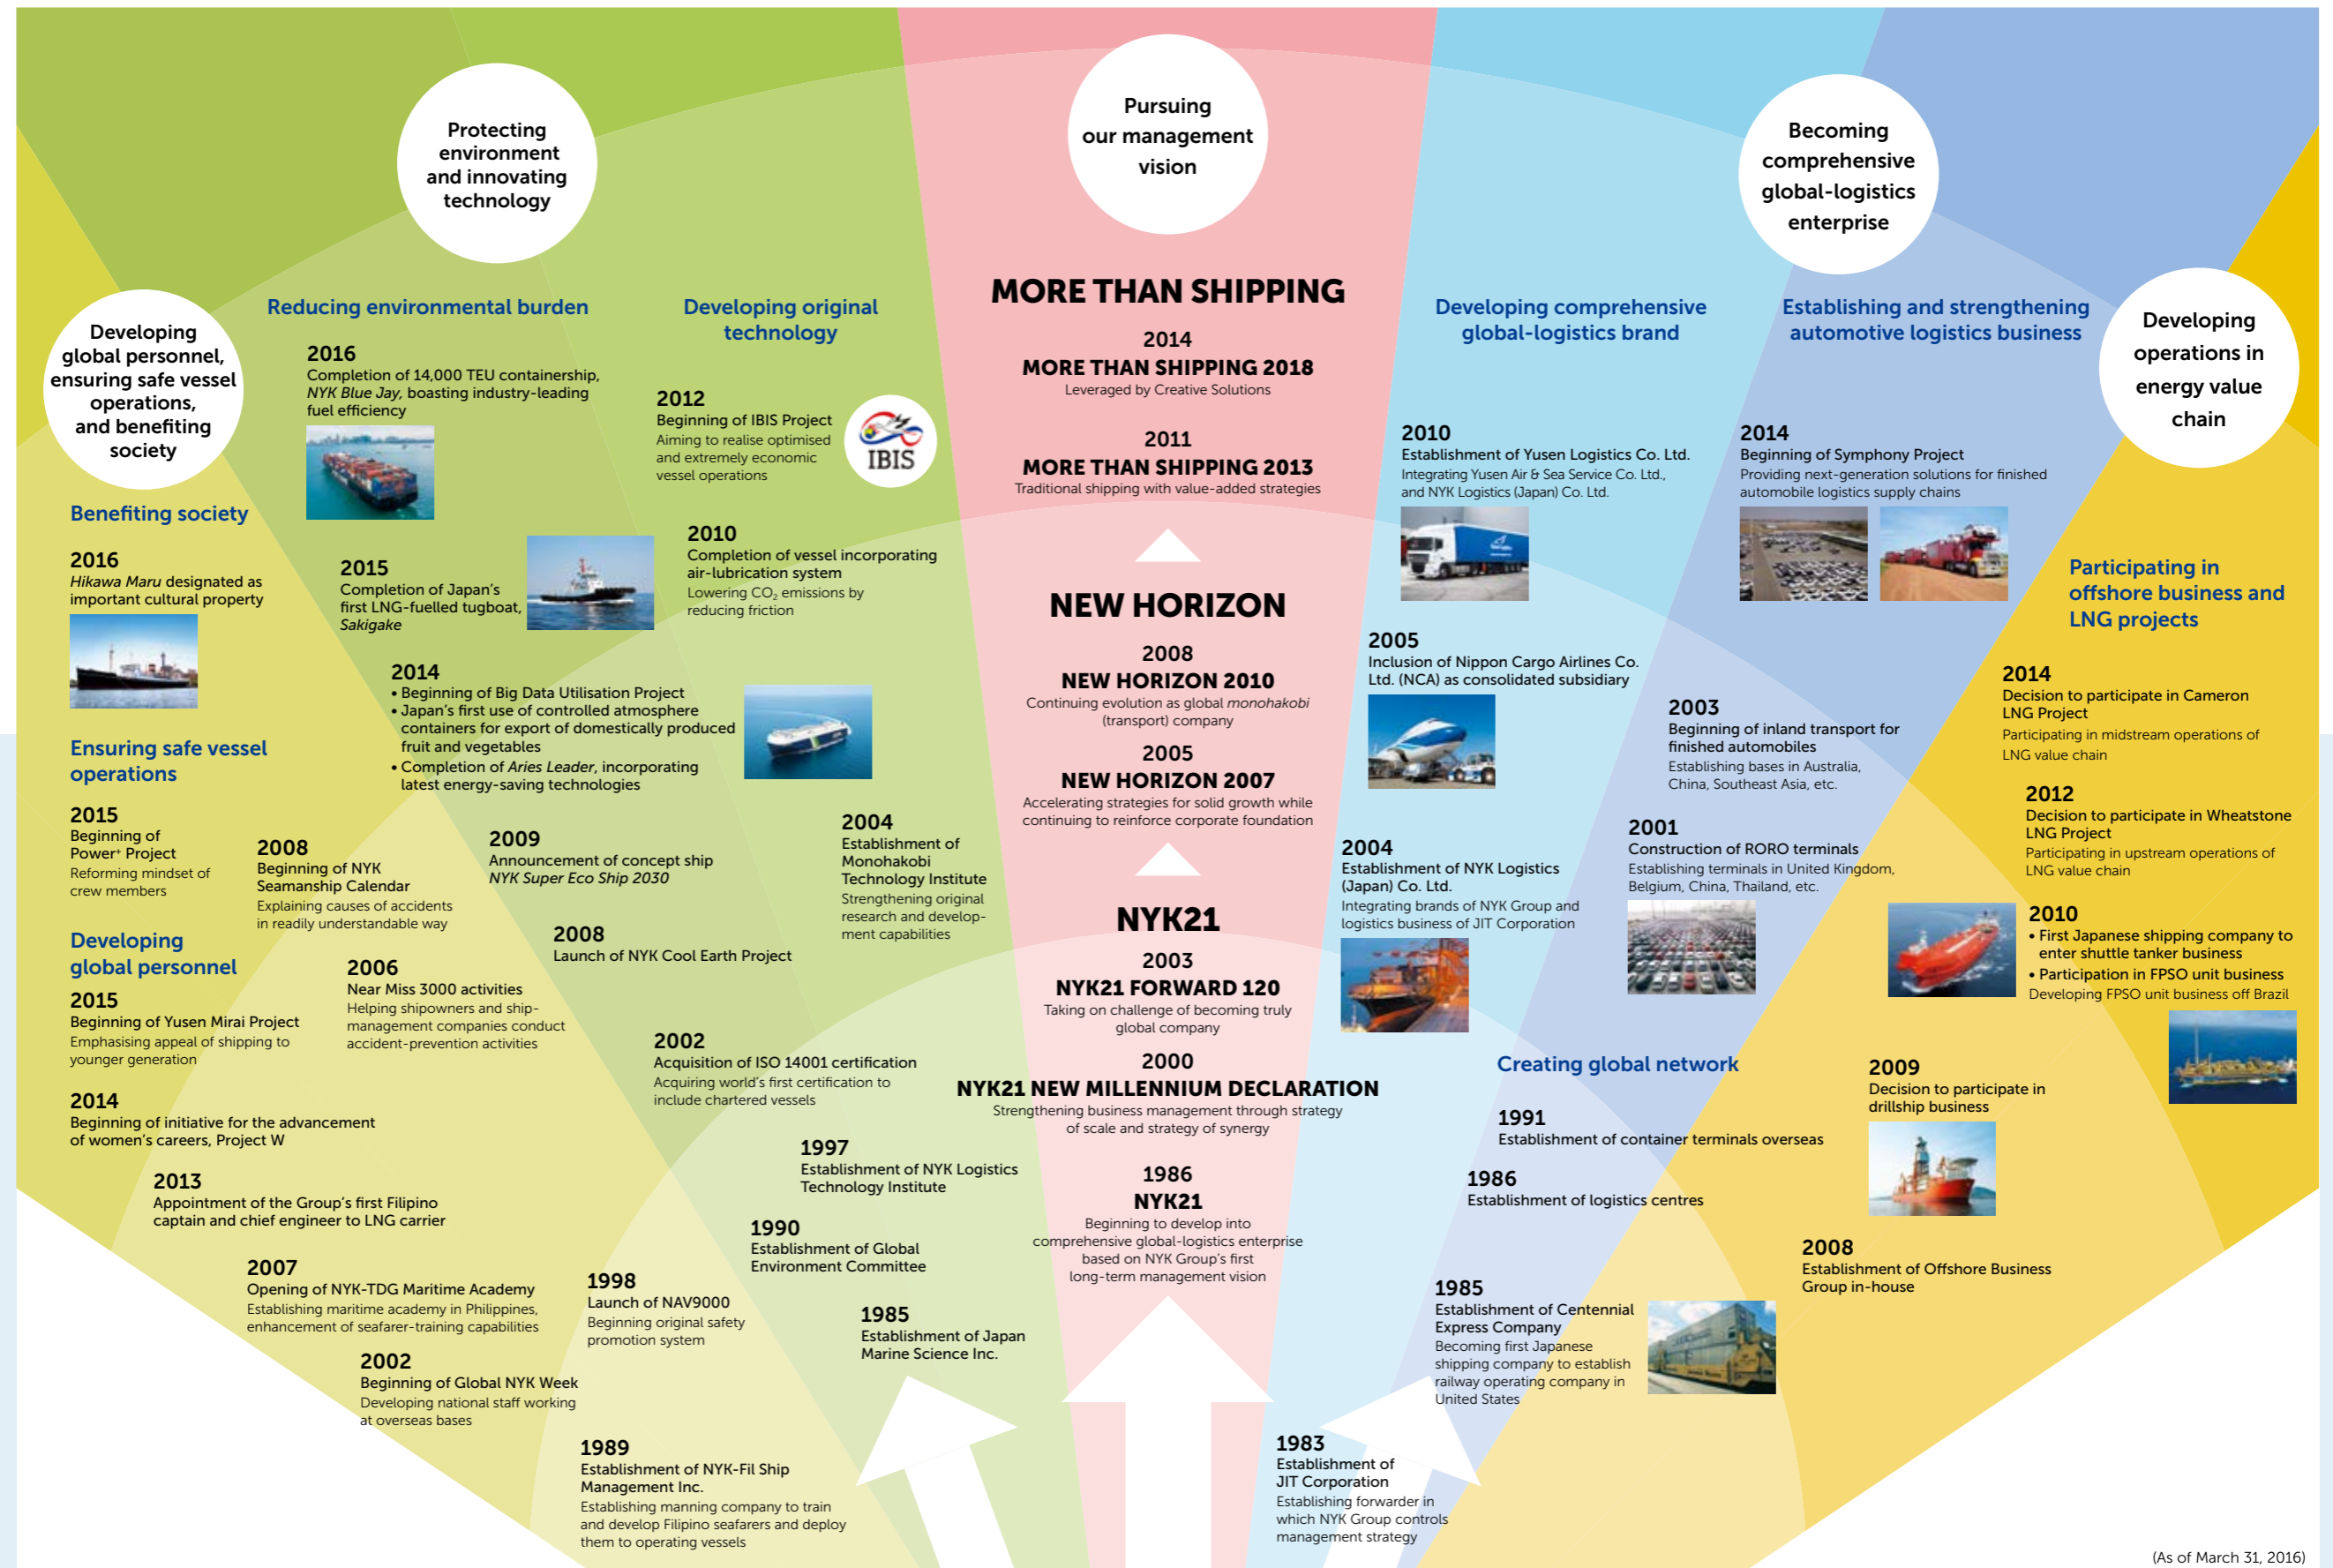 Protecting
environment
and innovating
technology
Pursuing
our management
vision
Becoming
comprehensive
global-logistics
enterprise
Developing
global personnel,
ensuring safe vessel
operations,
and benefiting
society
Developing
operations in
energy value
chain
Benefiting society
2016
Hikawa Maru designated as
important cultural property
Ensuring safe vessel
operations
2015
Beginning of
Power+ Project
Reforming mindset of
crew members
2008
Beginning of NYK
Seamanship Calendar
Explaining causes of accidents
in readily understandable way
2006
Near Miss 3000 activities
Helping shipowners and ship-
management companies conduct
accident-prevention activities
1998
Launch of NAV9000
Beginning original safety
promotion system
Developing
global personnel
2015
Beginning of Yusen Mirai Project
Emphasising appeal of shipping to
younger generation
2014
Beginning of initiative for the advancement
of women's careers, Project W
2013
Appointment of the Group's first Filipino
captain and chief engineer to LNG carrier
2007
Opening of NYK-TDG Maritime Academy
Establishing maritime academy in Philippines,
enhancement of seafarer-training capabilities
2002
Beginning of Global NYK Week
Developing national staff working
at overseas bases
1989
Establishment of NYK-Fil Ship
Management Inc.
Establishing manning company to train
and develop Filipino seafarers and deploy
them to operating vessels
Reducing environmental burden
2016
Completion of 14,000 TEU containership,
NYK Blue Jay, boasting industry-leading
fuel efficiency
2015
Completion of Japan's
first LNG-fuelled tugboat,
Sakigake
2014
• Beginning of Big Data Utilisation Project
• Japan's first use of controlled atmosphere
containers for export of domestically produced
fruit and vegetables
• Completion of Aries Leader, incorporating
latest energy-saving technologies
2009
Announcement of concept ship
NYK Super Eco Ship 2030
2008
Launch of NYK Cool Earth Project
2002
Acquisition of ISO 14001 certification
Acquiring world's first certification to
include chartered vessels
1990
Establishment of Global
Environment Committee
Developing original
technology
2012
Beginning of IBIS Project
Aiming to realise optimised
and extremely economic
vessel operations
IBIS
2010
Completion of vessel incorporating
air-lubrication system
Lowering CO₂ emissions by
reducing friction
2004
Establishment of
Monohakobi
Technology Institute
Strengthening original
research and develop-
ment capabilities
1997
Establishment of NYK Logistics
Technology Institute
1985
Establishment of Japan
Marine Science Inc.
MORE THAN SHIPPING
2014
MORE THAN SHIPPING 2018
Leveraged by Creative Solutions
2011
MORE THAN SHIPPING 2013
Traditional shipping with value-added strategies
NEW HORIZON
2008
NEW HORIZON 2010
Continuing evolution as global monohakobi
(transport) company
2005
NEW HORIZON 2007
Accelerating strategies for solid growth while
continuing to reinforce corporate foundation
NYK21
2003
NYK21 FORWARD 120
Taking on challenge of becoming truly
global company
2000
NYK21 NEW MILLENNIUM DECLARATION
Strengthening business management through strategy
of scale and strategy of synergy
1986
NYK21
Beginning to develop into
comprehensive global-logistics enterprise
based on NYK Group's first
long-term management vision
Developing comprehensive
global-logistics brand
2010
Establishment of Yusen Logistics Co. Ltd.
Integrating Yusen Air & Sea Service Co. Ltd.,
and NYK Logistics (Japan) Co. Ltd.
2005
Inclusion of Nippon Cargo Airlines Co.
Ltd. (NCA) as consolidated subsidiary
2004
Establishment of NYK Logistics
(Japan) Co. Ltd.
Integrating brands of NYK Group and
logistics business of JIT Corporation
Establishing and strengthening
automotive logistics business
2014
Beginning of Symphony Project
Providing next-generation solutions for finished
automobile logistics supply chains
2003
Beginning of inland transport for
finished automobiles
Establishing bases in Australia,
China, Southeast Asia, etc.
2001
Construction of RORO terminals
Establishing terminals in United Kingdom,
Belgium, China, Thailand, etc.
Creating global network
1991
Establishment of container terminals overseas
1986
Establishment of logistics centres
1985
Establishment of Centennial
Express Company
Becoming first Japanese
shipping company to establish
railway operating company in
United States
1983
Establishment of
JIT Corporation
Establishing forwarder in
which NYK Group controls
management strategy
Participating in
offshore business and
LNG projects
2014
Decision to participate in Cameron
LNG Project
Participating in midstream operations of
LNG value chain
2012
Decision to participate in Wheatstone
LNG Project
Participating in upstream operations of
LNG value chain
2010
• First Japanese shipping company to
enter shuttle tanker business
• Participation in FPSO unit business
Developing FPSO unit business off Brazil
2009
Decision to participate in
drillship business
2008
Establishment of Offshore Business
Group in-house
(As of March 31, 2016)